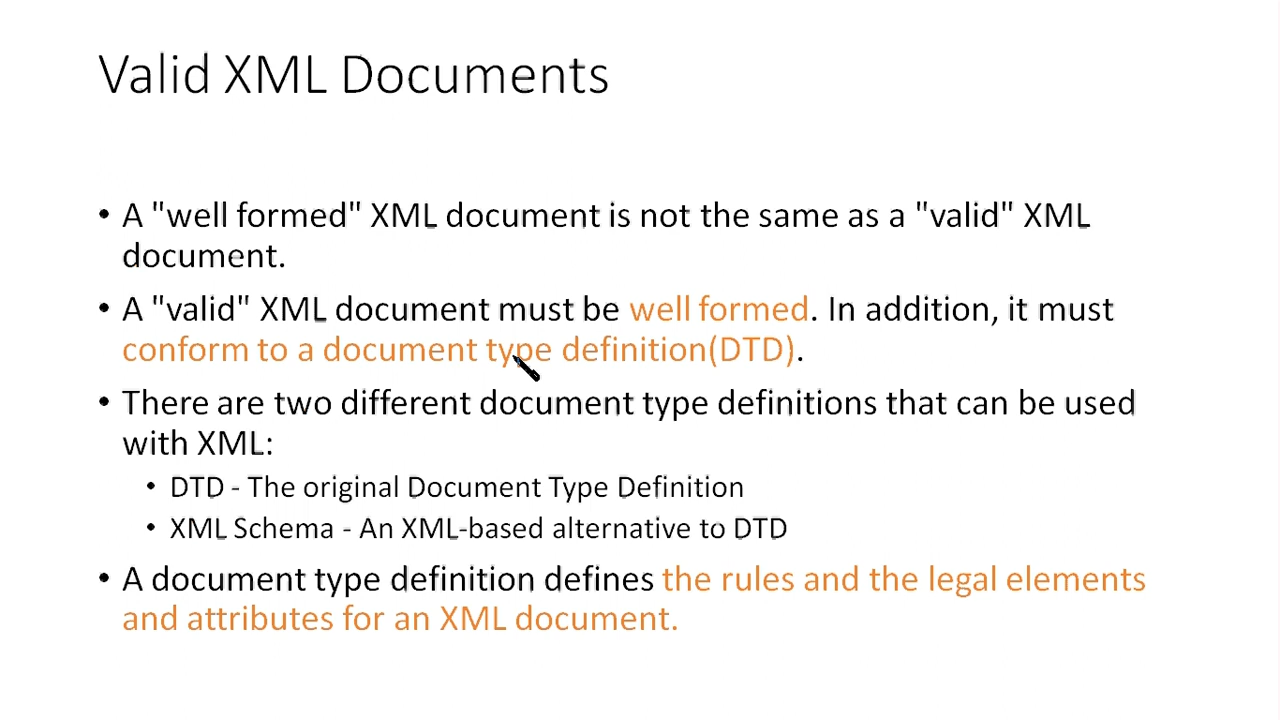 Valid XML Documents
• A "well formed" XML document is not the same as a "valid" XML
document.
• A "valid" XML document must be well formed. In addition, it must
conform to a document type definition(DTD).
• There are two different document type definitions that can be used
with XML:
• DTD - The original Document Type Definition
• XML Schema - An XML-based alternative to DTD
• A document type definition defines the rules and the legal elements
and attributes for an XML document.